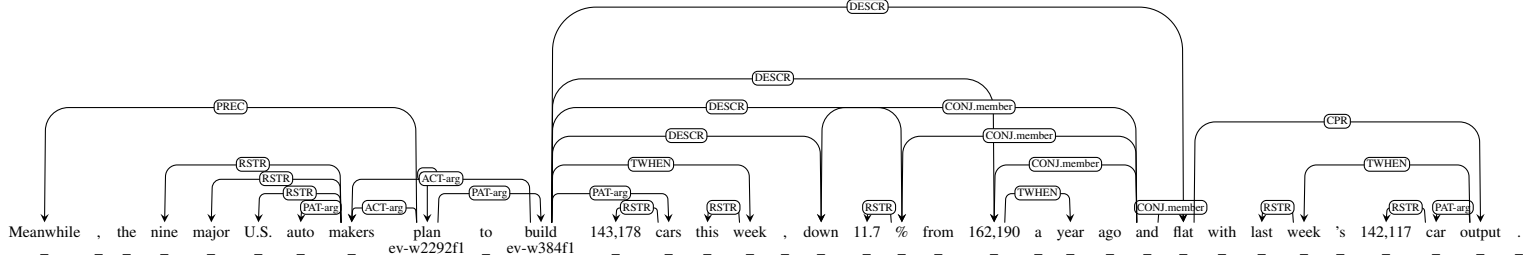 DESCR
DESCR
PREC DESCR CONJ.member
CPR
DESCR CONJ.member
RSTR TWHEN CONJ.member TWHEN
RSTR ACT-arg
RSTR PAT-arg PAT-arg TWHEN
PAT-arg ACT-arg RSTR RSTR RSTR CONJ.member RSTR RSTR PAT-arg
Meanwhile , the nine major U.S. auto makers plan to build 143,178 cars this week , down 11.7 % from 162,190 a year ago and flat with last week 's 142,117 car output .
_ _ _ _ _ _ _ _ ev-w2292f1 _ ev-w384f1 _ _ _ _ _ _ _ _ _ _ _ _ _ _ _ _ _ _ _ _ _ _ _